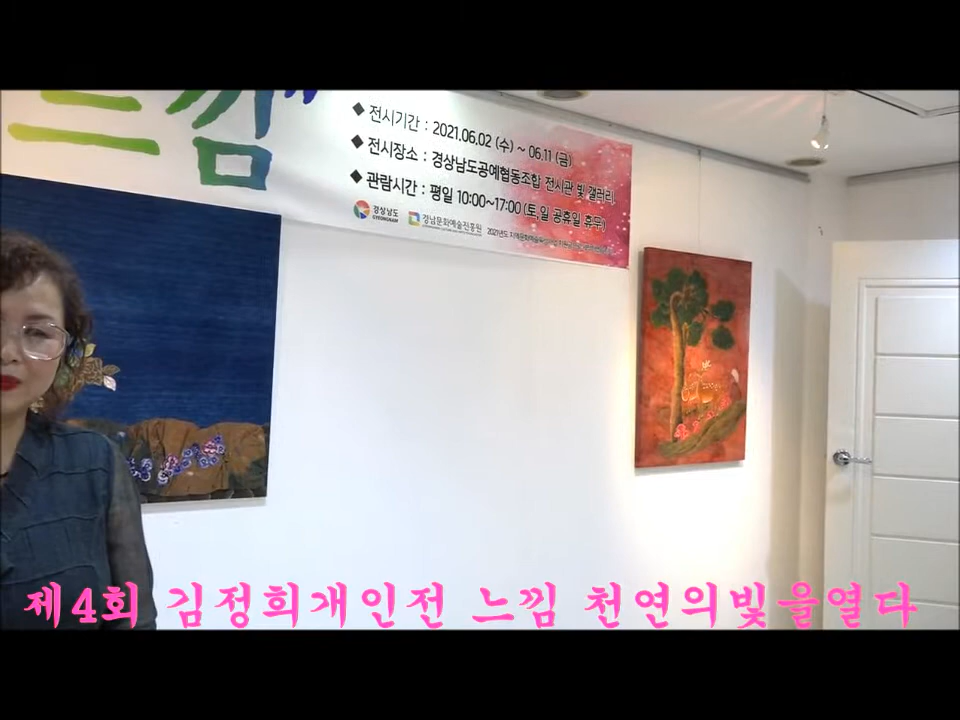 느낌"
◆ 전시기간 : 2021.06.02 (수) ~ 06.11 (금)
◆ 전시장소 : 경상남도공예협동조합 전시관 빛 갤러리
◆ 관람시간 : 평일 10:00~17:00 (토,일 공휴일 휴무)
경상남도 경남문화예술진흥원
GYEONGNAM
제4회 김정희개인전 느낌 천연의빛을열다